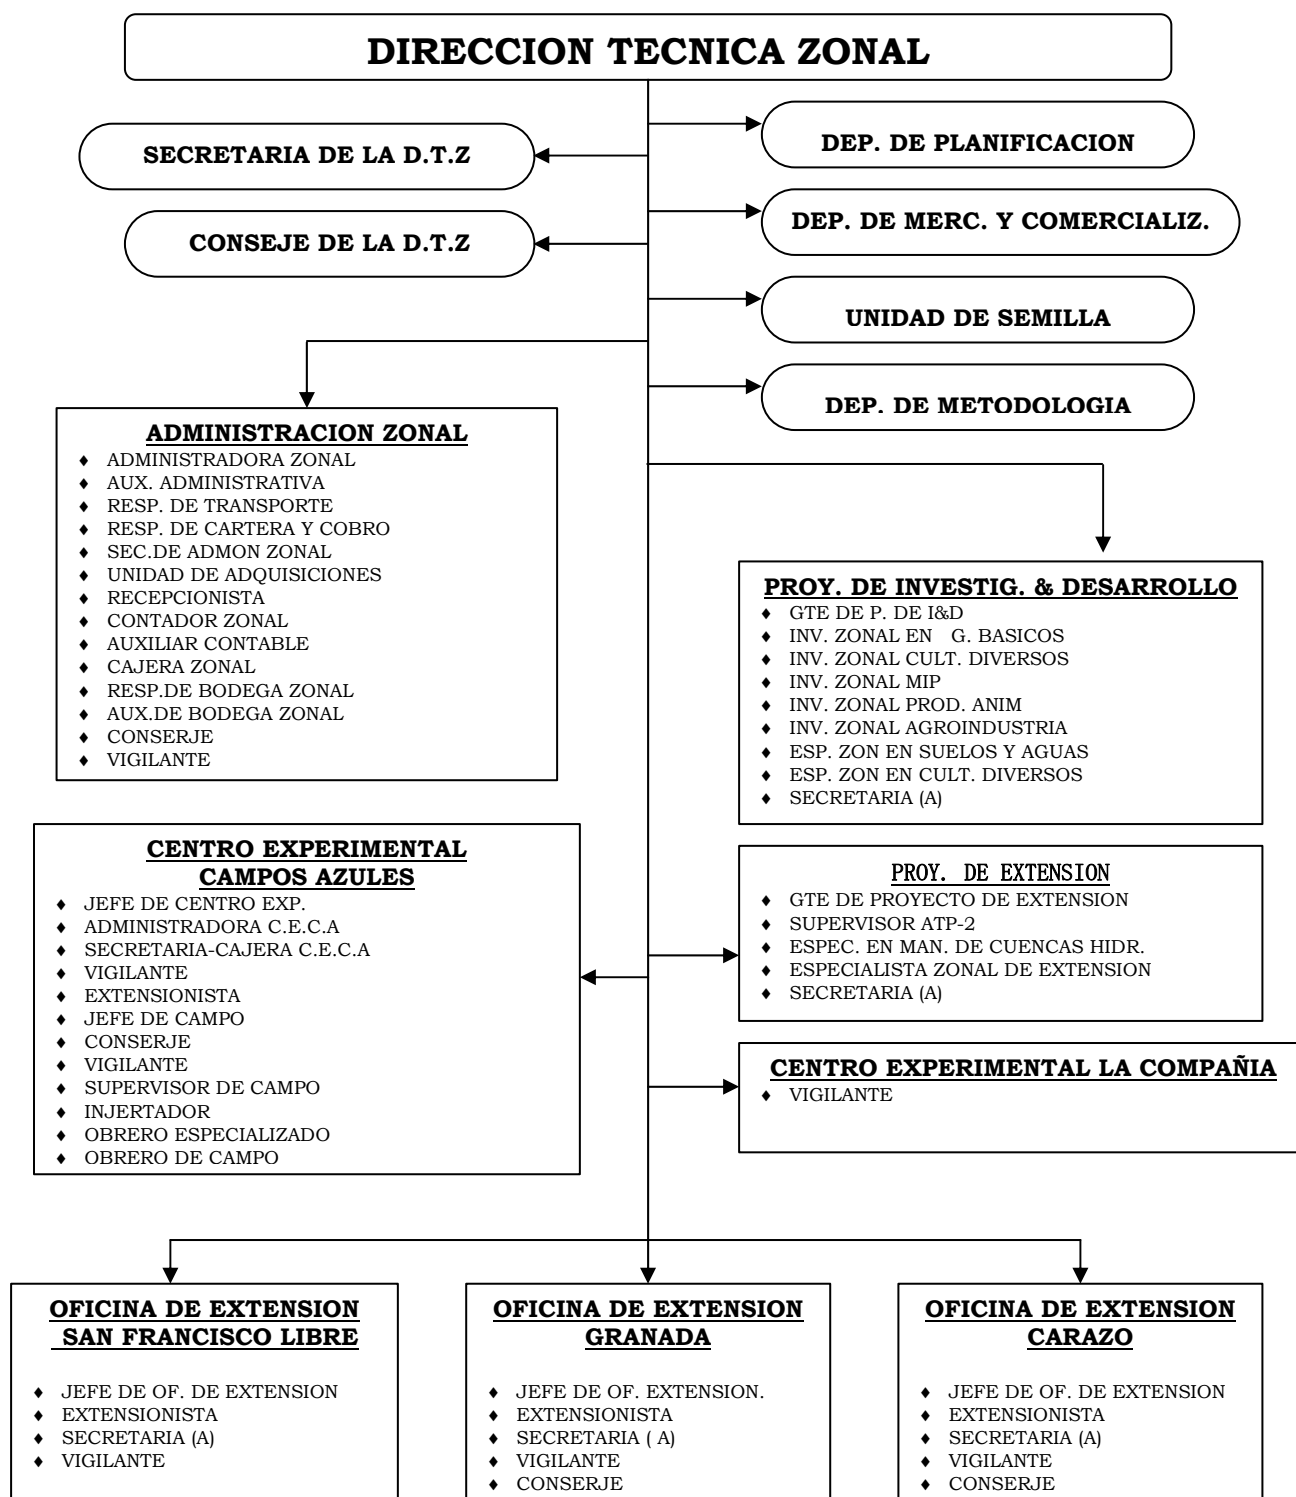 DIRECCION TECNICA ZONAL
SECRETARIA DE LA D.T.Z
CONSEJE DE LA D.T.Z
DEP. DE PLANIFICACION
DEP. DE MERC. Y COMERCIALIZ.
UNIDAD DE SEMILLA
DEP. DE METODOLOGIA
ADMINISTRACION ZONAL
♦ ADMINISTRADORA ZONAL
♦ AUX. ADMINISTRATIVA
♦ RESP. DE TRANSPORTE
♦ RESP. DE CARTERA Y COBRO
♦ SEC.DE ADMON ZONAL
♦ UNIDAD DE ADQUISICIONES
♦ RECEPCIONISTA
♦ CONTADOR ZONAL
♦ AUXILIAR CONTABLE
♦ CAJERA ZONAL
♦ RESP.DE BODEGA ZONAL
♦ AUX.DE BODEGA ZONAL
♦ CONSERJE
♦ VIGILANTE
PROY. DE INVESTIG. & DESARROLLO
♦ GTE DE P. DE I&D
♦ INV. ZONAL EN G. BASICOS
♦ INV. ZONAL CULT. DIVERSOS
♦ INV. ZONAL MIP
♦ INV. ZONAL PROD. ANIM
♦ INV. ZONAL AGROINDUSTRIA
♦ ESP. ZON EN SUELOS Y AGUAS
♦ ESP. ZON EN CULT. DIVERSOS
♦ SECRETARIA (A)
CENTRO EXPERIMENTAL
CAMPOS AZULES
♦ JEFE DE CENTRO EXP.
♦ ADMINISTRADORA C.E.C.A
♦ SECRETARIA-CAJERA C.E.C.A
♦ VIGILANTE
♦ EXTENSIONISTA
♦ JEFE DE CAMPO
♦ CONSERJE
♦ VIGILANTE
♦ SUPERVISOR DE CAMPO
♦ INJERTADOR
♦ OBRERO ESPECIALIZADO
♦ OBRERO DE CAMPO
PROY. DE EXTENSION
♦ GTE DE PROYECTO DE EXTENSION
♦ SUPERVISOR ATP-2
♦ ESPEC. EN MAN. DE CUENCAS HIDR.
♦ ESPECIALISTA ZONAL DE EXTENSION
♦ SECRETARIA (A)
CENTRO EXPERIMENTAL LA COMPAÑIA
♦ VIGILANTE
OFICINA DE EXTENSION
SAN FRANCISCO LIBRE
♦ JEFE DE OF. DE EXTENSION
♦ EXTENSIONISTA
♦ SECRETARIA (A)
♦ VIGILANTE
OFICINA DE EXTENSION
GRANADA
♦ JEFE DE OF. EXTENSION.
♦ EXTENSIONISTA
♦ SECRETARIA ( A)
♦ VIGILANTE
♦ CONSERJE
OFICINA DE EXTENSION
CARAZO
♦ JEFE DE OF. DE EXTENSION
♦ EXTENSIONISTA
♦ SECRETARIA (A)
♦ VIGILANTE
♦ CONSERJE